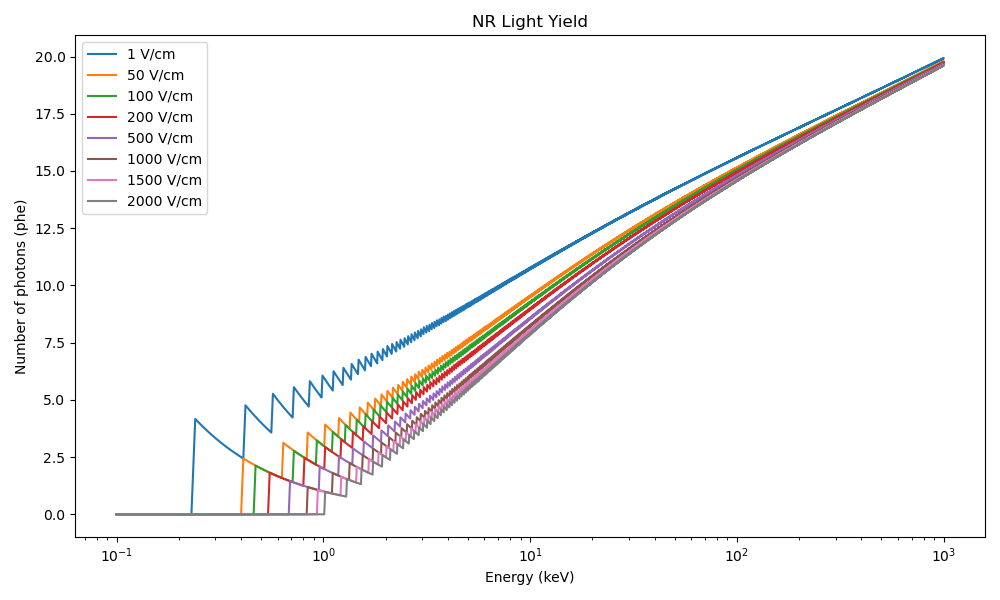 NR Light Yield
1 V/cm
50 V/cm
100 V/cm
200 V/cm
500 V/cm
1000 V/cm
1500 V/cm
2000 V/cm
Number of photons (phe)
20.0
17.5
15.0
12.5
10.0
7.5
5.0
2.5
0.0
10⁻¹
10⁰
10¹
10²
10³
Energy (keV)